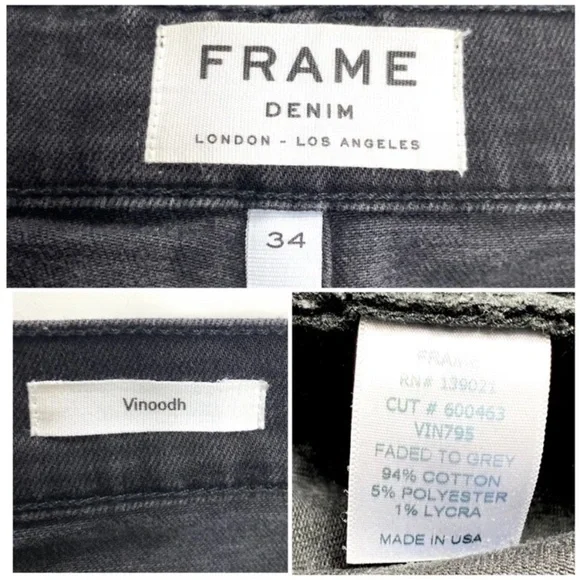 FRAME
DENIM
LONDON - LOS ANGELES
34
Vinoodh
FRAME
RN# 139021
CUT # 600463
VIN795
FADED TO GREY
94% COTTON
5% POLYESTER
1% LYCRA
MADE IN USA